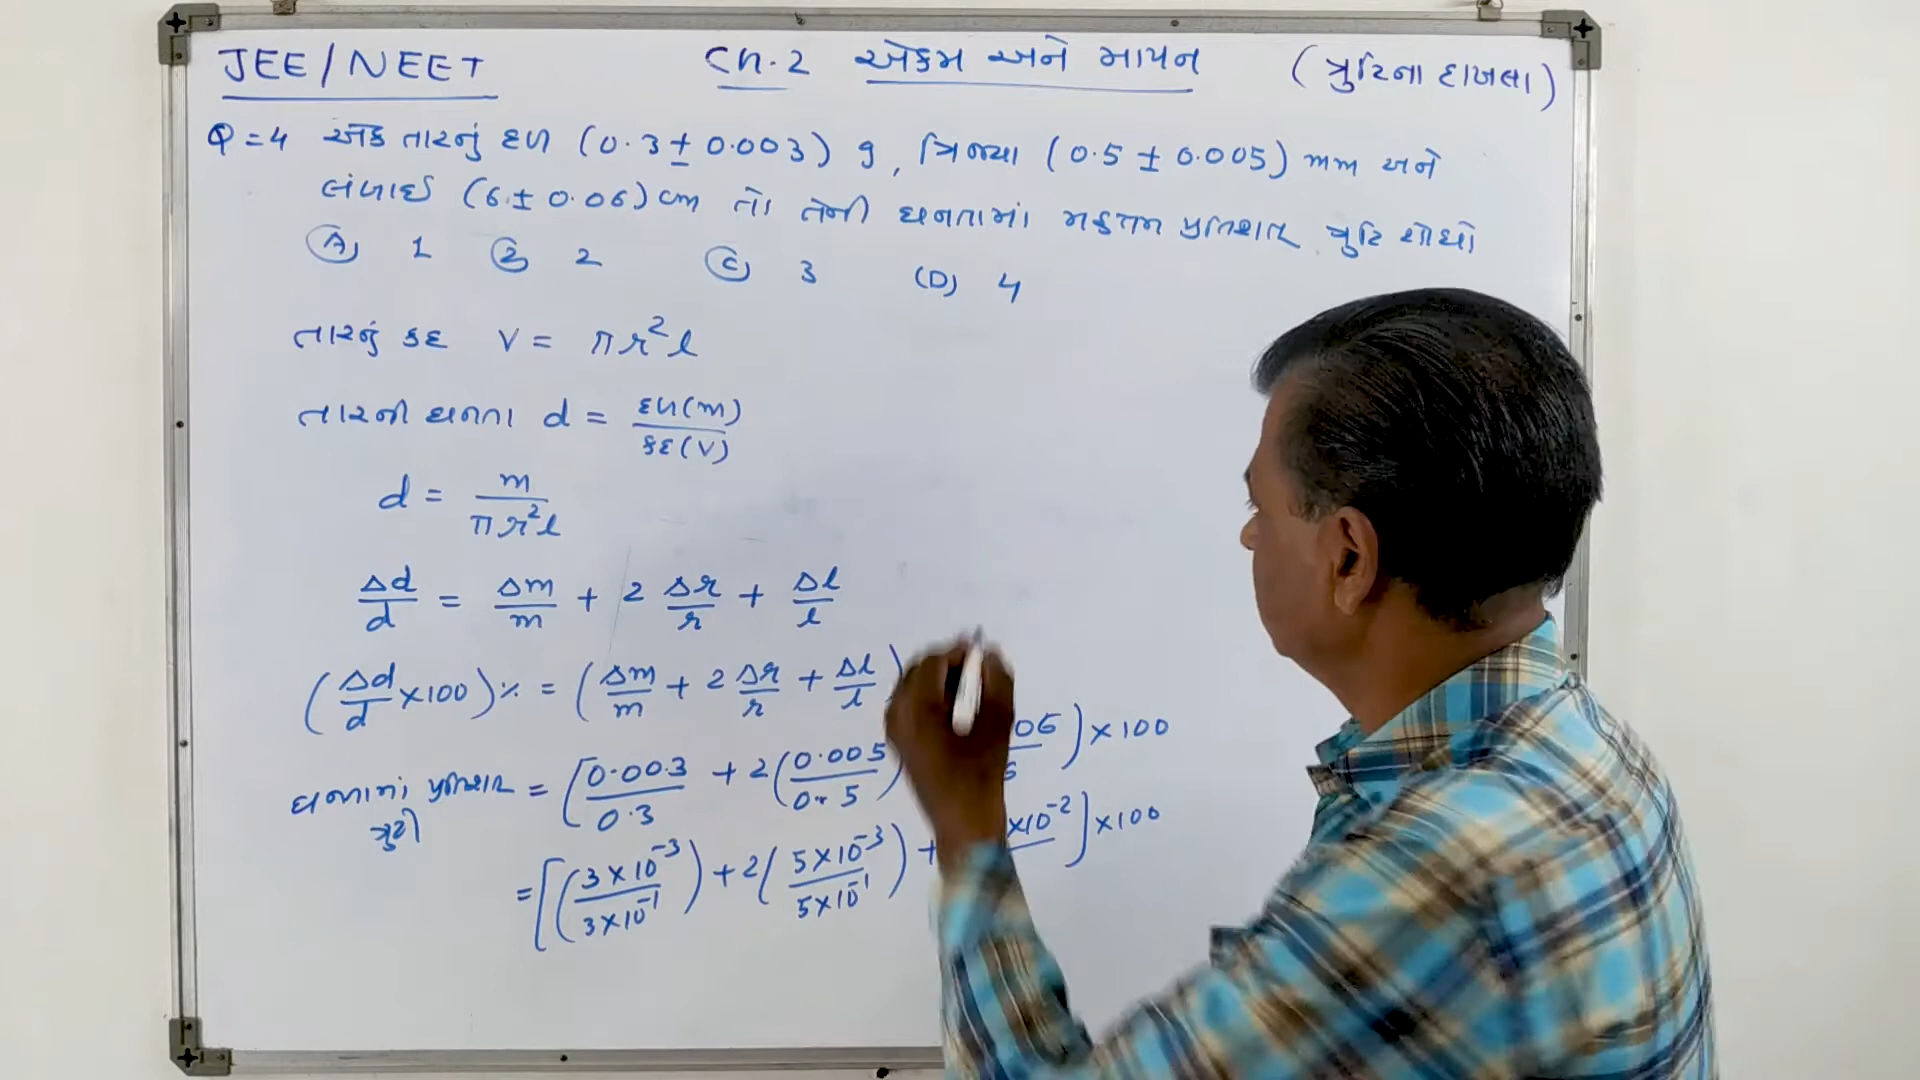 JEE/NEET Ch.2 એકમ અને માપન (ત્રુટિના દાખલા)
Q=4 એક તારનું દળ (0.3 ± 0.003) g, ત્રિજ્યા (0.5 ± 0.005) mm અને
લંબાઈ (6 ± 0.06) cm તો તેની ઘનતામાં મહત્તમ પ્રતિશત ત્રુટિ શોધો
(A) 1 (2) 2 (C) 3 (D) 4
તારનું કદ V = πr²l
તારની ઘનતા d = દળ(m)/કદ(V)
d = m/πr²l
Δd/d = Δm/m + 2 Δr/r + Δl/l
(Δd/d × 100)% = (Δm/m + 2 Δr/r + Δl/l)
પ્રતિશત ત્રુટી = [0.003/0.3 + 2(0.005/0.5) 06) × 100
= [(3×10⁻³/3×10⁻¹) + 2(5×10⁻³/5×10⁻¹) + ×10⁻²] × 100